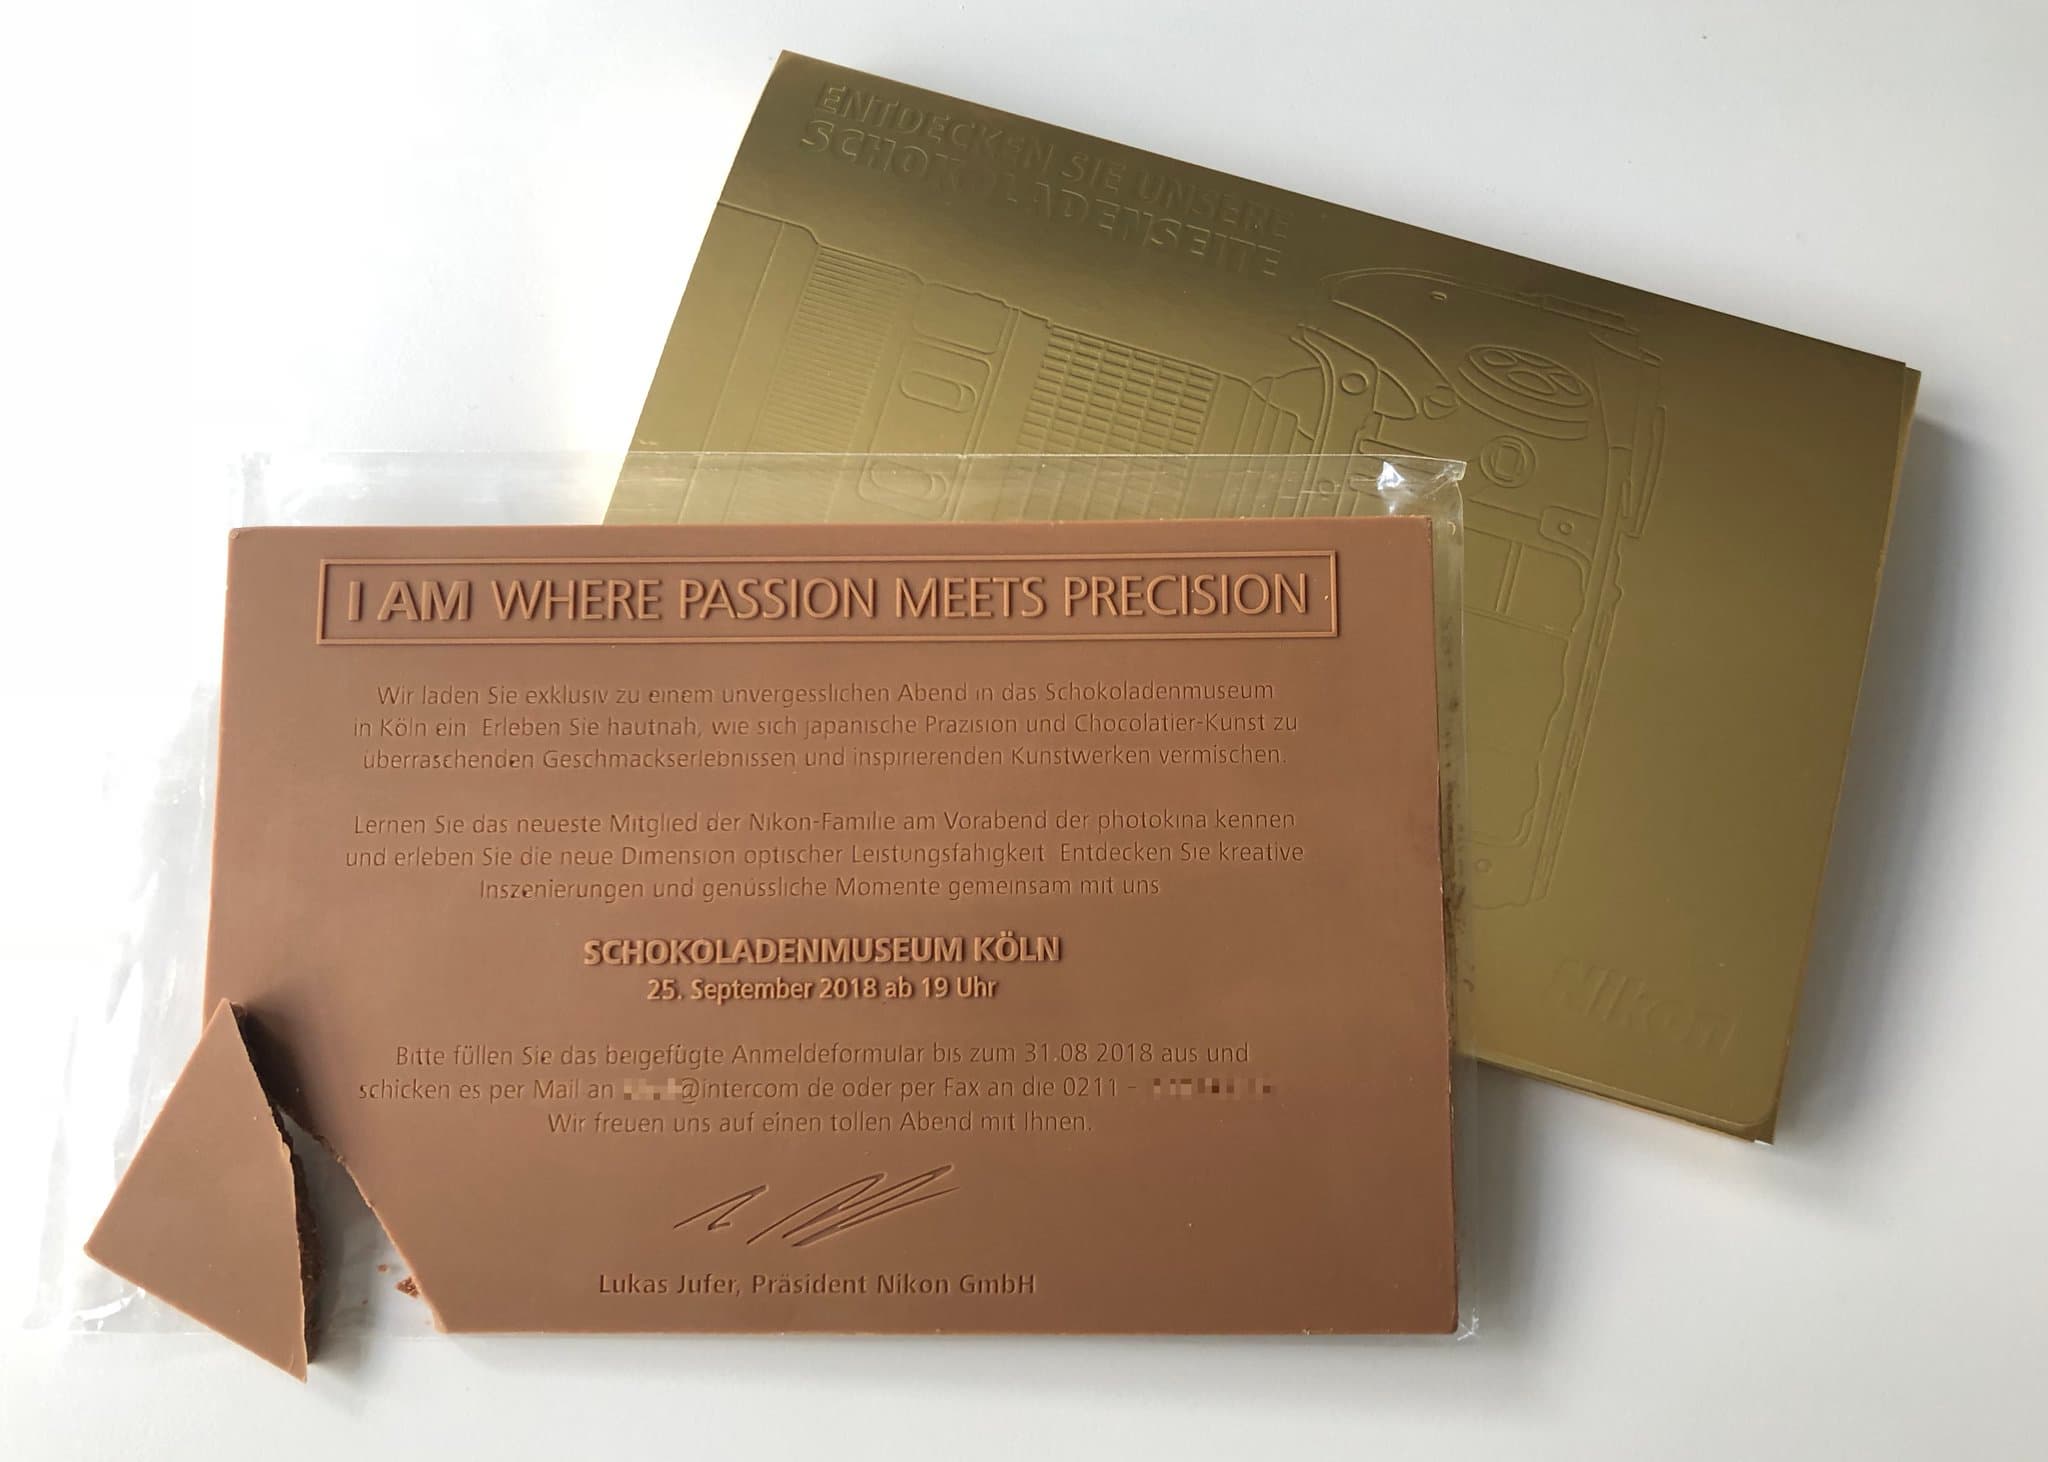 ENTDECKEN SIE UNSERE
SCHOKOLADENSEITE
Nikon
I AM WHERE PASSION MEETS PRECISION
Wir laden Sie exklusiv zu einem unvergesslichen Abend in das Schokoladenmuseum
in Köln ein. Erleben Sie hautnah, wie sich japanische Präzision und Chocolatier-Kunst zu
überraschenden Geschmackserlebnissen und inspirierenden Kunstwerken vermischen.
Lernen Sie das neueste Mitglied der Nikon-Familie am Vorabend der photokina kennen
und erleben Sie die neue Dimension optischer Leistungsfähigkeit. Entdecken Sie kreative
Inszenierungen und genüssliche Momente gemeinsam mit uns
SCHOKOLADENMUSEUM KÖLN
25. September 2018 ab 19 Uhr
Bitte füllen Sie das beigefügte Anmeldeformular bis zum 31.08.2018 aus und
schicken es per Mail an @intercom.de oder per Fax an die 0211 -
Wir freuen uns auf einen tollen Abend mit Ihnen.
Lukas Jufer, Präsident Nikon GmbH